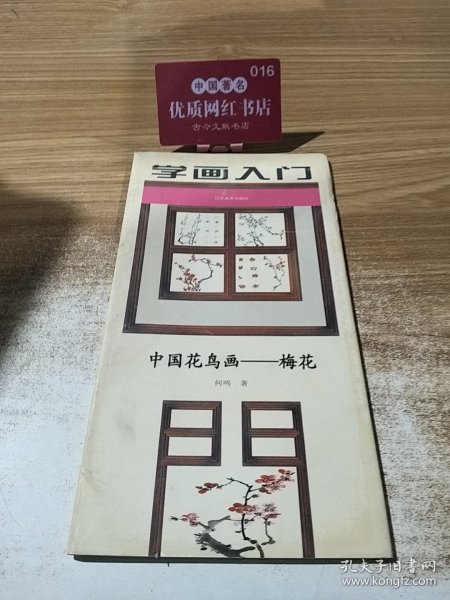 016
中国著名
优质网红书店
古今文献书店
学画入门
江西美术出版社
中国花鸟画——梅花
何鸣 著
孔夫子旧书网
www.kongfz.com